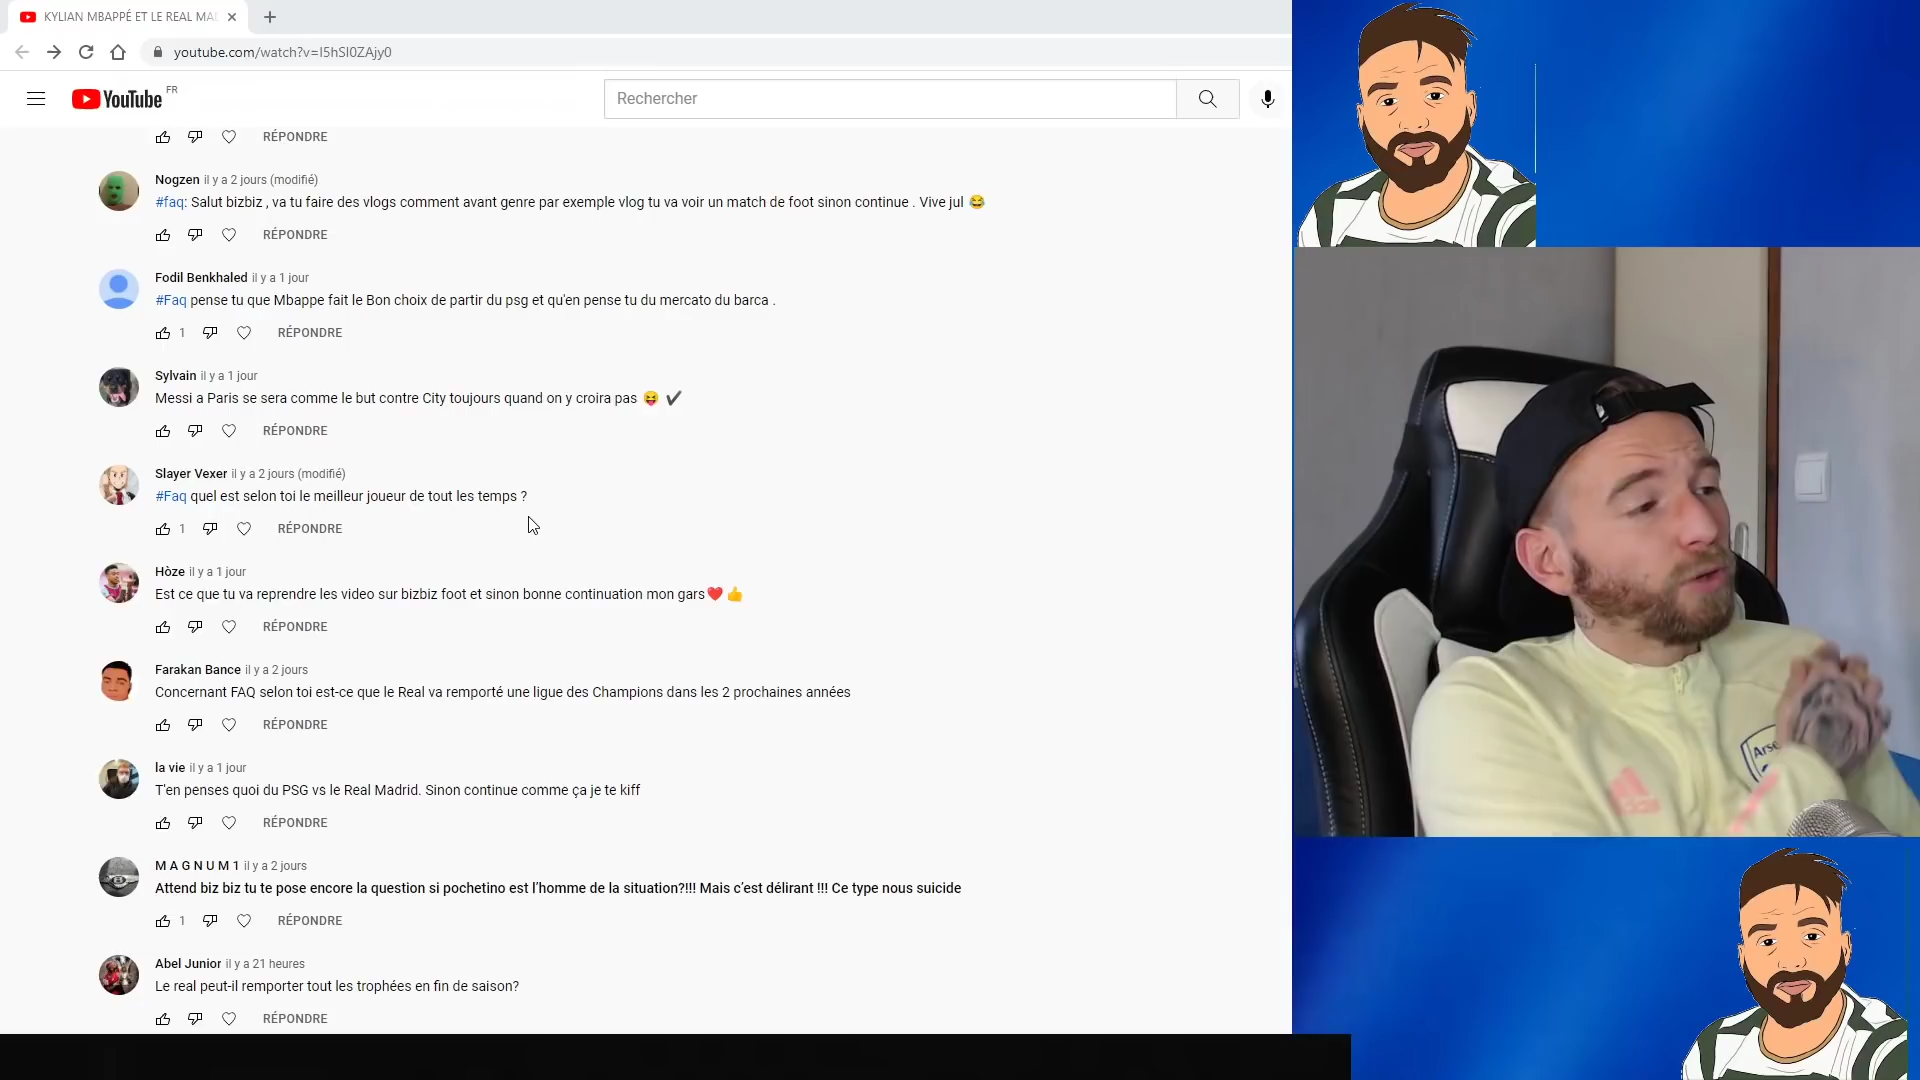 KYLIAN MBAPPÉ ET LE REAL MA
youtube.com/watch?v=I5hSI0ZAjy0
YouTube FR
Rechercher
RÉPONDRE
Nogzen il y a 2 jours (modifié)
#faq: Salut bizbiz , va tu faire des vlogs comment avant genre par exemple vlog tu va voir un match de foot sinon continue . Vive jul 😂
RÉPONDRE
Fodil Benkhaled il y a 1 jour
#Faq pense tu que Mbappe fait le Bon choix de partir du psg et qu'en pense tu du mercato du barca .
1 RÉPONDRE
Sylvain il y a 1 jour
Messi a Paris se sera comme le but contre City toujours quand on y croira pas 😝 ✔️
RÉPONDRE
Slayer Vexer il y a 2 jours (modifié)
#Faq quel est selon toi le meilleur joueur de tout les temps ?
1 RÉPONDRE
Hòze il y a 1 jour
Est ce que tu va reprendre les video sur bizbiz foot et sinon bonne continuation mon gars❤️ 👍
RÉPONDRE
Farakan Bance il y a 2 jours
Concernant FAQ selon toi est-ce que le Real va remporté une ligue des Champions dans les 2 prochaines années
RÉPONDRE
la vie il y a 1 jour
T'en penses quoi du PSG vs le Real Madrid. Sinon continue comme ça je te kiff
RÉPONDRE
M A G N U M 1 il y a 2 jours
Attend biz biz tu te pose encore la question si pochetino est l’homme de la situation?!!! Mais c’est délirant !!! Ce type nous suicide
1 RÉPONDRE
Abel Junior il y a 21 heures
Le real peut-il remporter tout les trophées en fin de saison?
RÉPONDRE